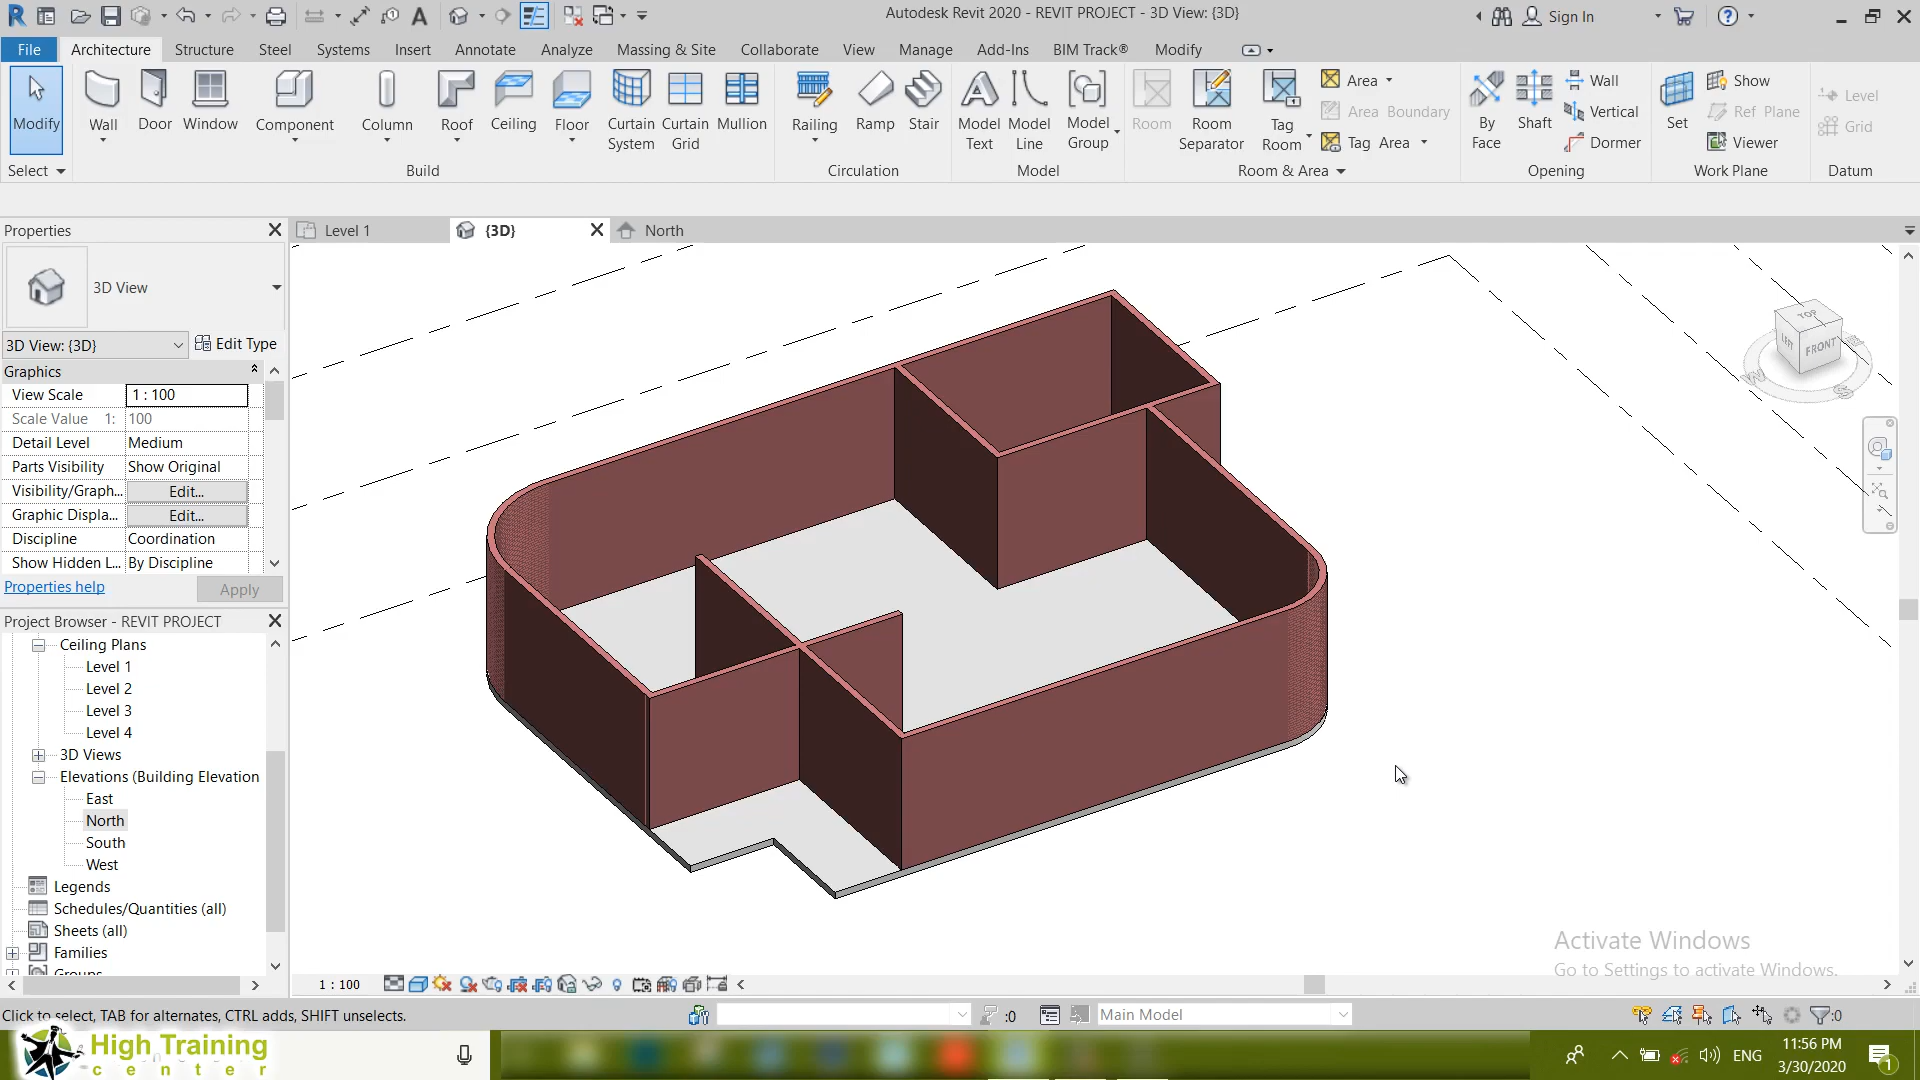 Autodesk Revit 2020 - REVIT PROJECT - 3D View: {3D}
Sign In
File Architecture Structure Steel Systems Insert Annotate Analyze Massing & Site Collaborate View Manage Add-Ins BIM Track® Modify
Modify Wall Door Window Component Column Roof Ceiling Floor Curtain System Curtain Grid Mullion Railing Ramp Stair Model Text Model Line Model Group Room Room Separator Tag Room
Area
Area Boundary
Tag Area
By Face Shaft
Wall
Vertical
Dormer
Set
Show
Ref Plane
Viewer
Level
Grid
Select Build Circulation Model Room & Area Opening Work Plane Datum
Properties
Level 1 {3D} North
3D View
3D View: {3D} Edit Type
Graphics
View Scale 1 : 100
Scale Value 1: 100
Detail Level Medium
Parts Visibility Show Original
Visibility/Graph... Edit...
Graphic Displa... Edit...
Discipline Coordination
Show Hidden L... By Discipline
Properties help Apply
Project Browser - REVIT PROJECT
Ceiling Plans
Level 1
Level 2
Level 3
Level 4
3D Views
Elevations (Building Elevation
East
North
South
West
Legends
Schedules/Quantities (all)
Sheets (all)
Families
Groups
TOP
LEFT
FRONT
W
S
Activate Windows
Go to Settings to activate Windows.
1 : 100
Click to select, TAB for alternates, CTRL adds, SHIFT unselects.
:0
Main Model
:0
High Training
center
ENG
11:56 PM
3/30/2020
1